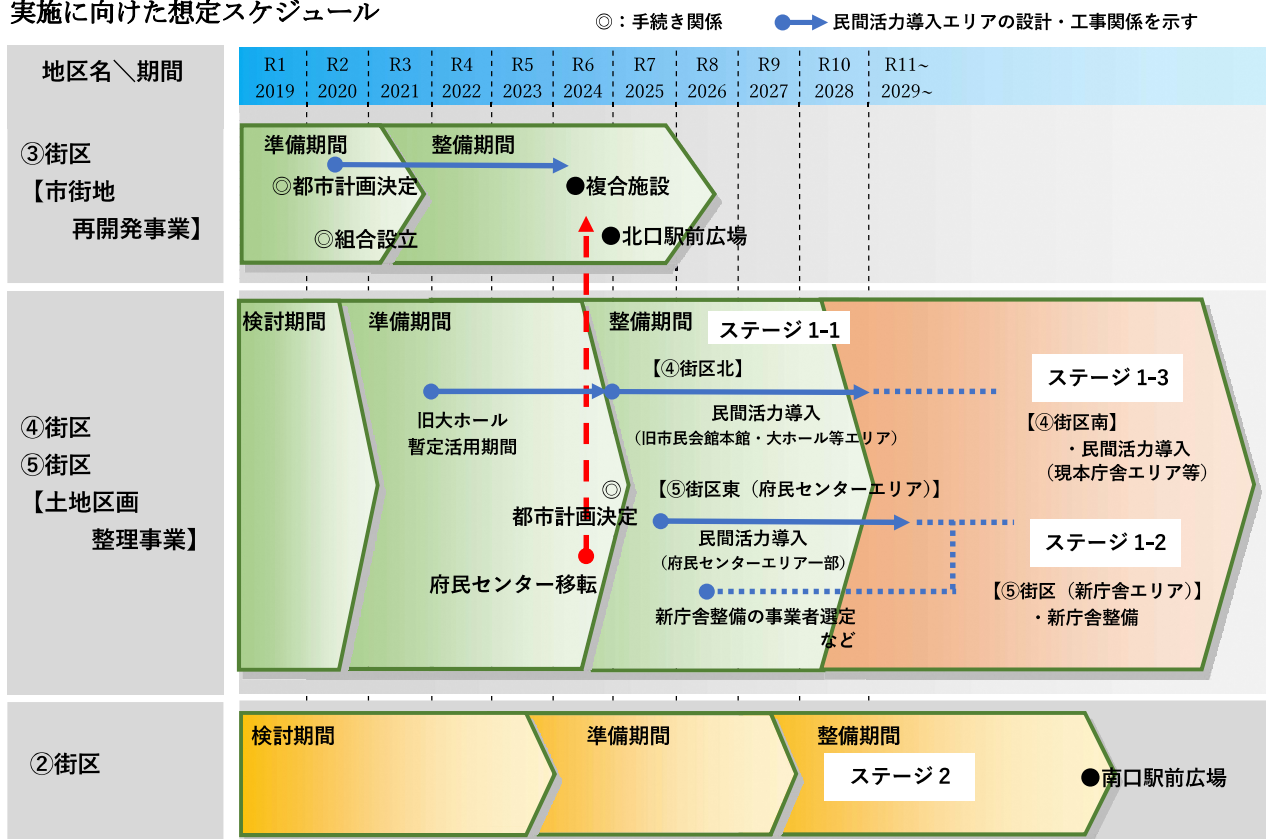 実施に向けた想定スケジュール
◎：手続き関係
民間活力導入エリアの設計・工事関係を示す
地区名＼期間
R1 R2 R3 R4 R5 R6 R7 R8 R9 R10 R11~
2019 2020 2021 2022 2023 2024 2025 2026 2027 2028 2029~
③街区
【市街地
再開発事業】
準備期間
整備期間
◎都市計画決定
●複合施設
◎組合設立
●北口駅前広場
④街区
⑤街区
【土地区画
整理事業】
検討期間
準備期間
整備期間
ステージ 1-1
【④街区北】
旧大ホール
暫定活用期間
民間活力導入
（旧市民会館本館・大ホール等エリア）
ステージ 1-3
【④街区南】
・民間活力導入
（現本庁舎エリア等）
◎
都市計画決定
【⑤街区東（府民センターエリア）】
民間活力導入
（府民センターエリア一部）
府民センター移転
新庁舎整備の事業者選定
など
ステージ 1-2
【⑤街区（新庁舎エリア）】
・新庁舎整備
②街区
検討期間
準備期間
整備期間
ステージ 2
●南口駅前広場